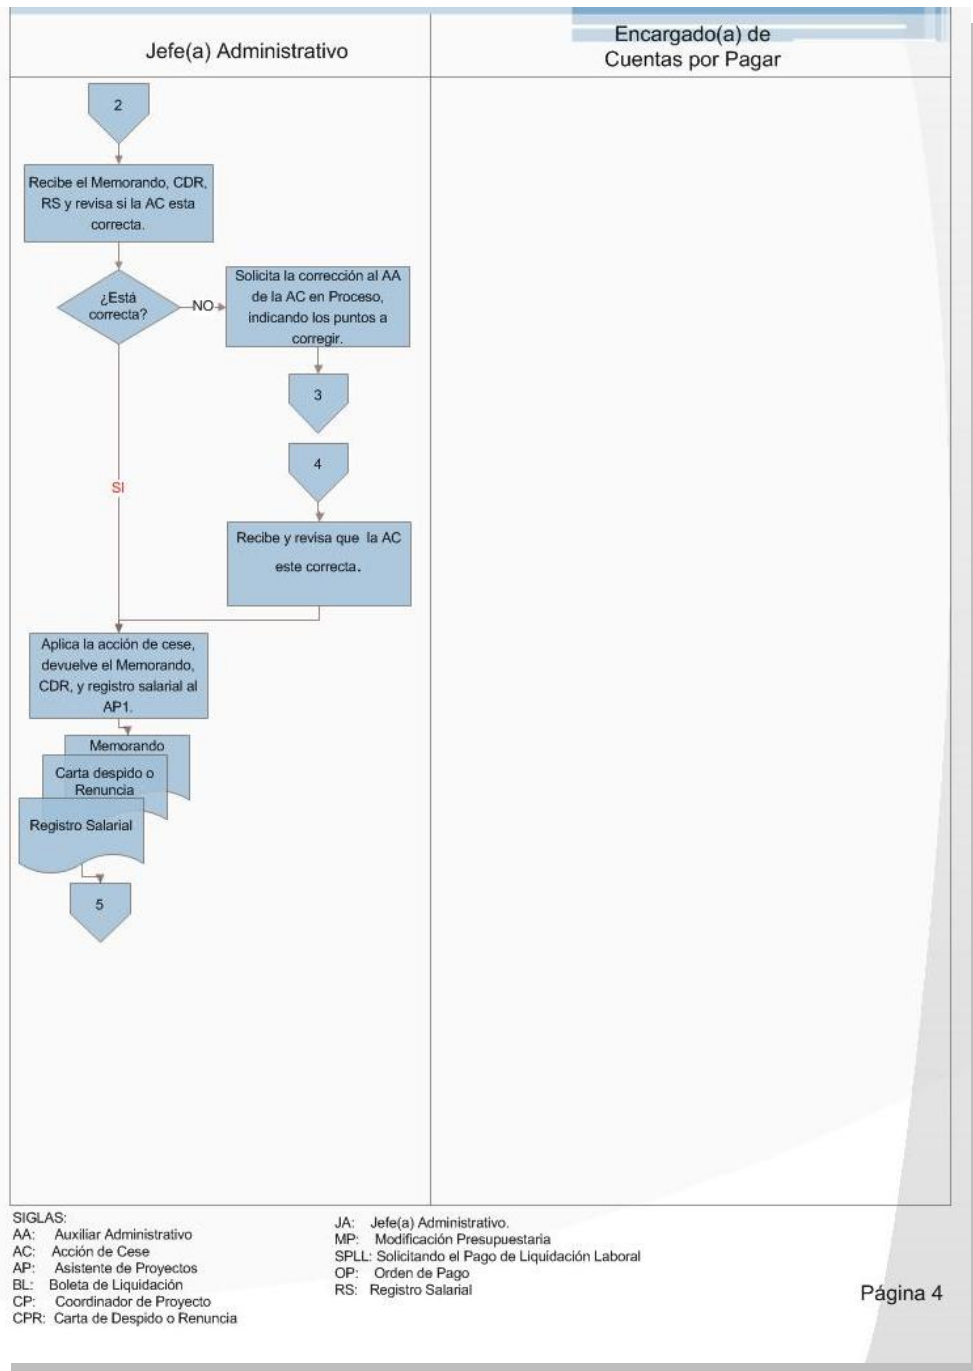 Jefe(a) Administrativo
Encargado(a) de
Cuentas por Pagar
2
Recibe el Memorando, CDR,
RS y revisa si la AC esta
correcta.
¿Está
correcta?
NO
Solicita la corrección al AA
de la AC en Proceso,
indicando los puntos a
corregir.
3
4
SI
Recibe y revisa que la AC
este correcta.
Aplica la acción de cese,
devuelve el Memorando,
CDR, y registro salarial al
AP1.
Memorando
Carta despido o
Renuncia
Registro Salarial
5
SIGLAS:
AA: Auxiliar Administrativo
AC: Acción de Cese
AP: Asistente de Proyectos
BL: Boleta de Liquidación
CP: Coordinador de Proyecto
CPR: Carta de Despido o Renuncia
JA: Jefe(a) Administrativo.
MP: Modificación Presupuestaria
SPLL: Solicitando el Pago de Liquidación Laboral
OP: Orden de Pago
RS: Registro Salarial
Página 4